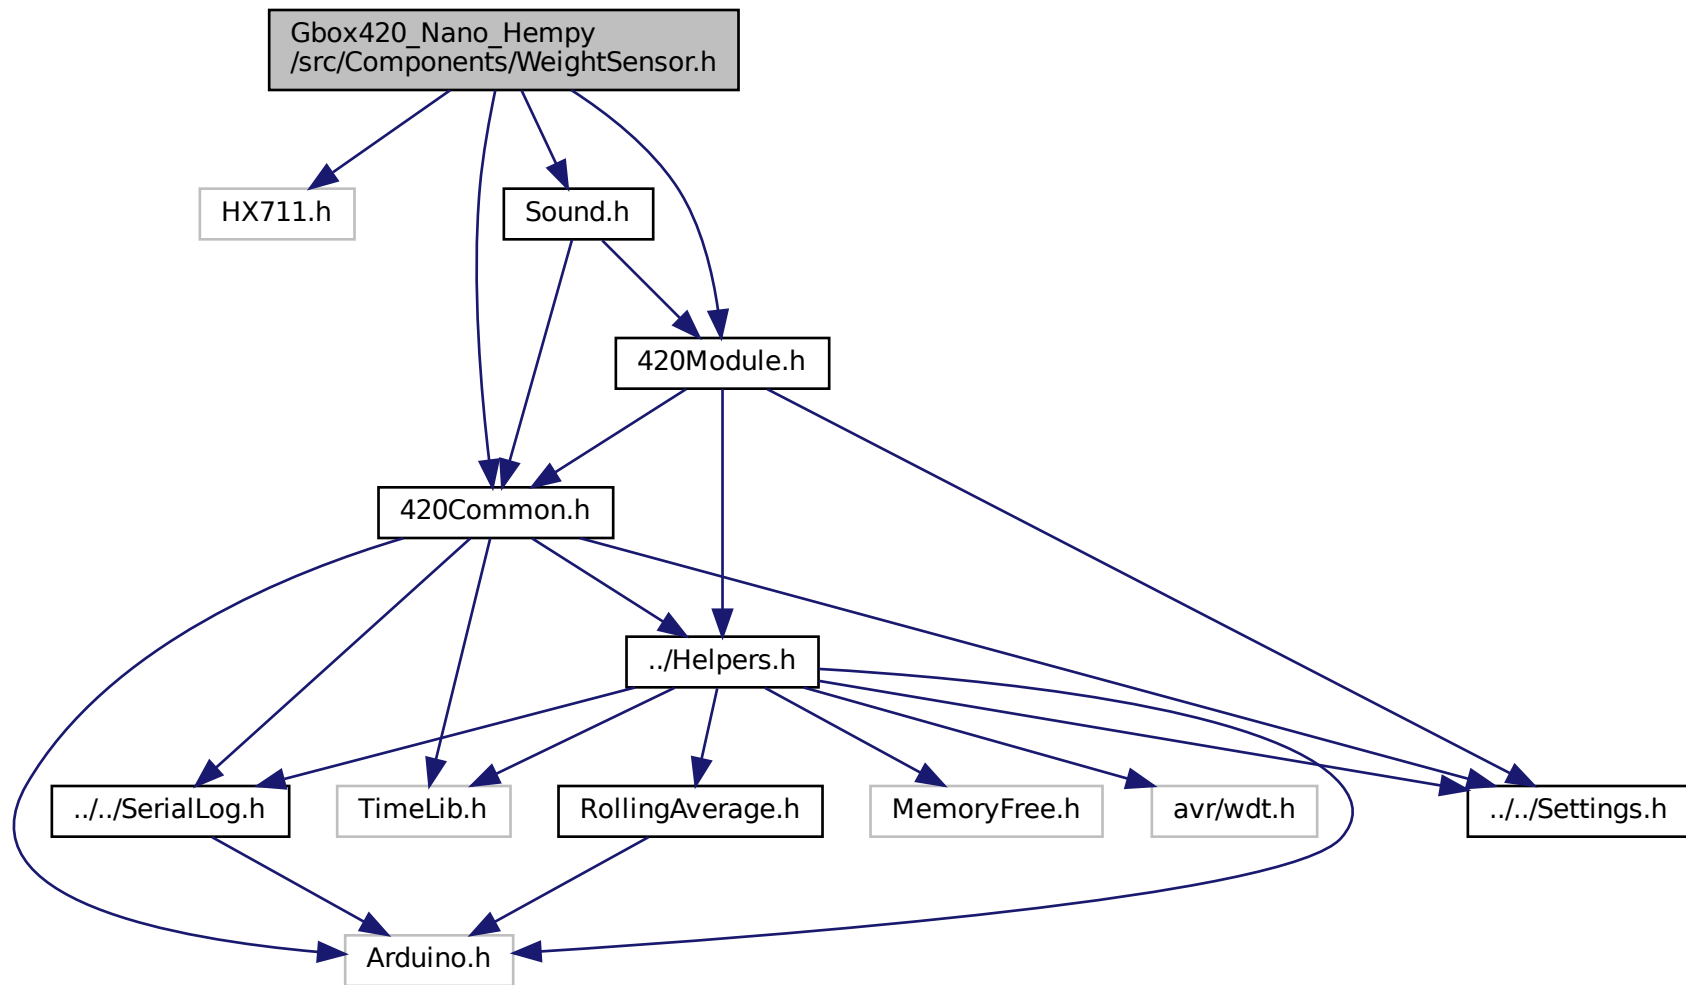 Gbox420_Nano_Hempy
/src/Components/WeightSensor.h
HX711.h
Sound.h
420Module.h
420Common.h
../Helpers.h
../../SerialLog.h
TimeLib.h
RollingAverage.h
MemoryFree.h
avr/wdt.h
../../Settings.h
Arduino.h